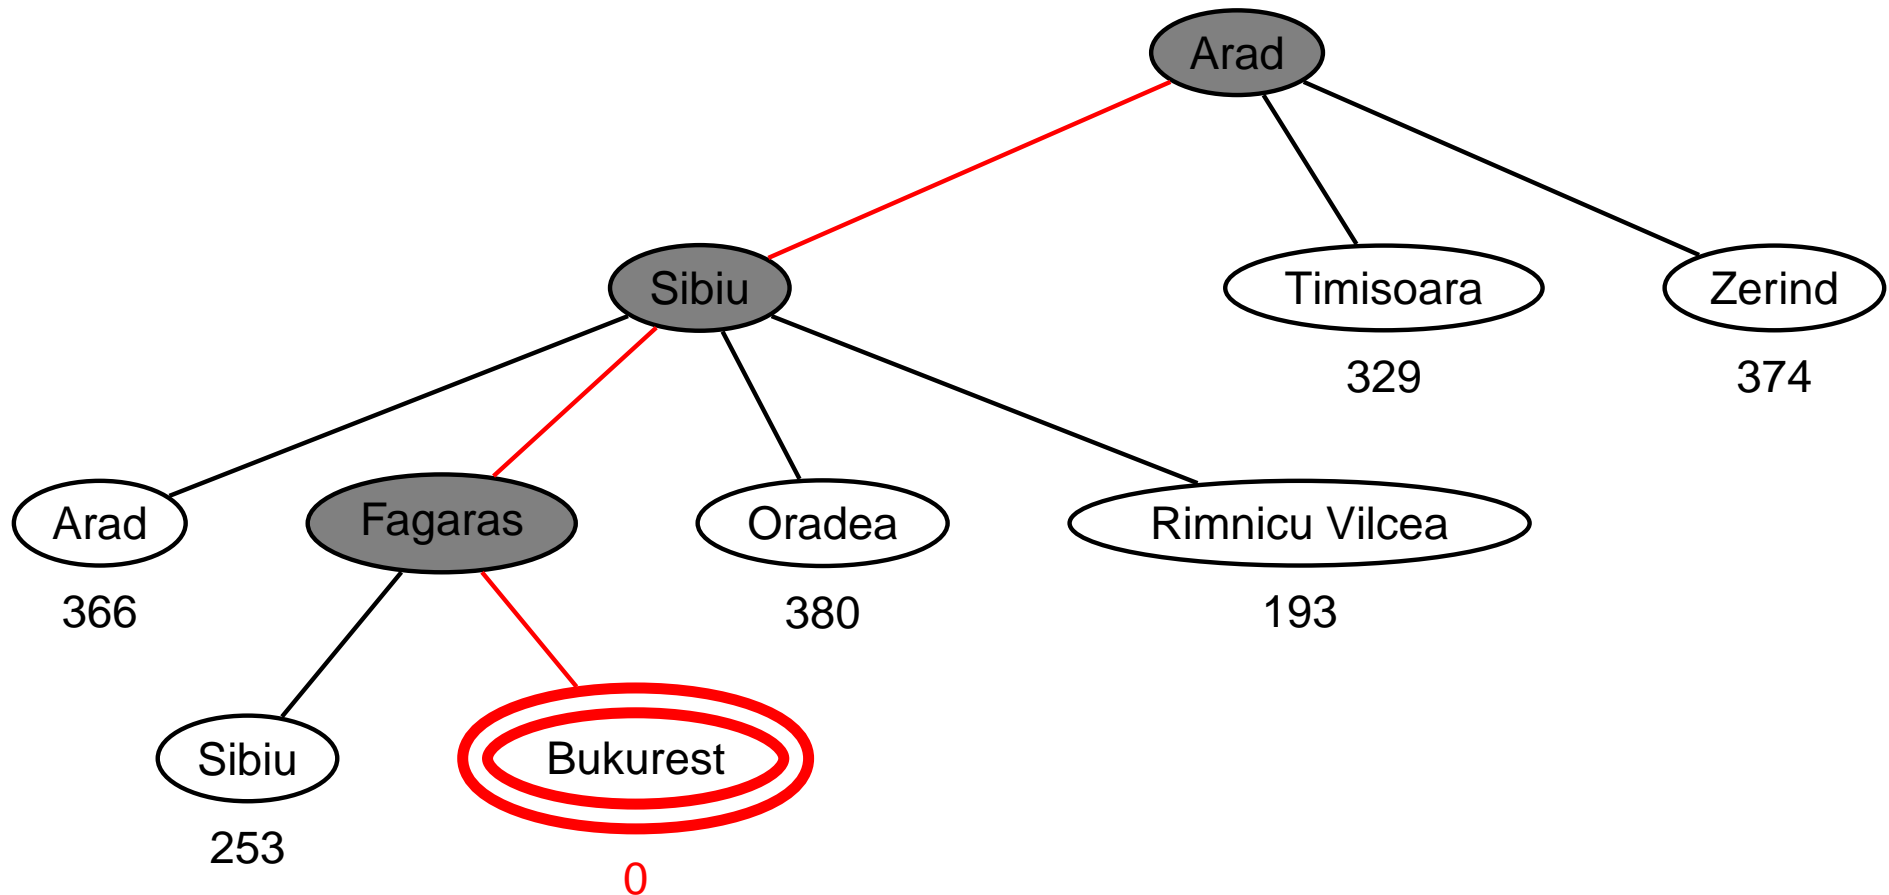 Arad
Sibiu
Timisoara
Zerind
329
374
Arad
Fagaras
Oradea
Rimnicu Vilcea
366
380
193
Sibiu
Bukurest
253
0